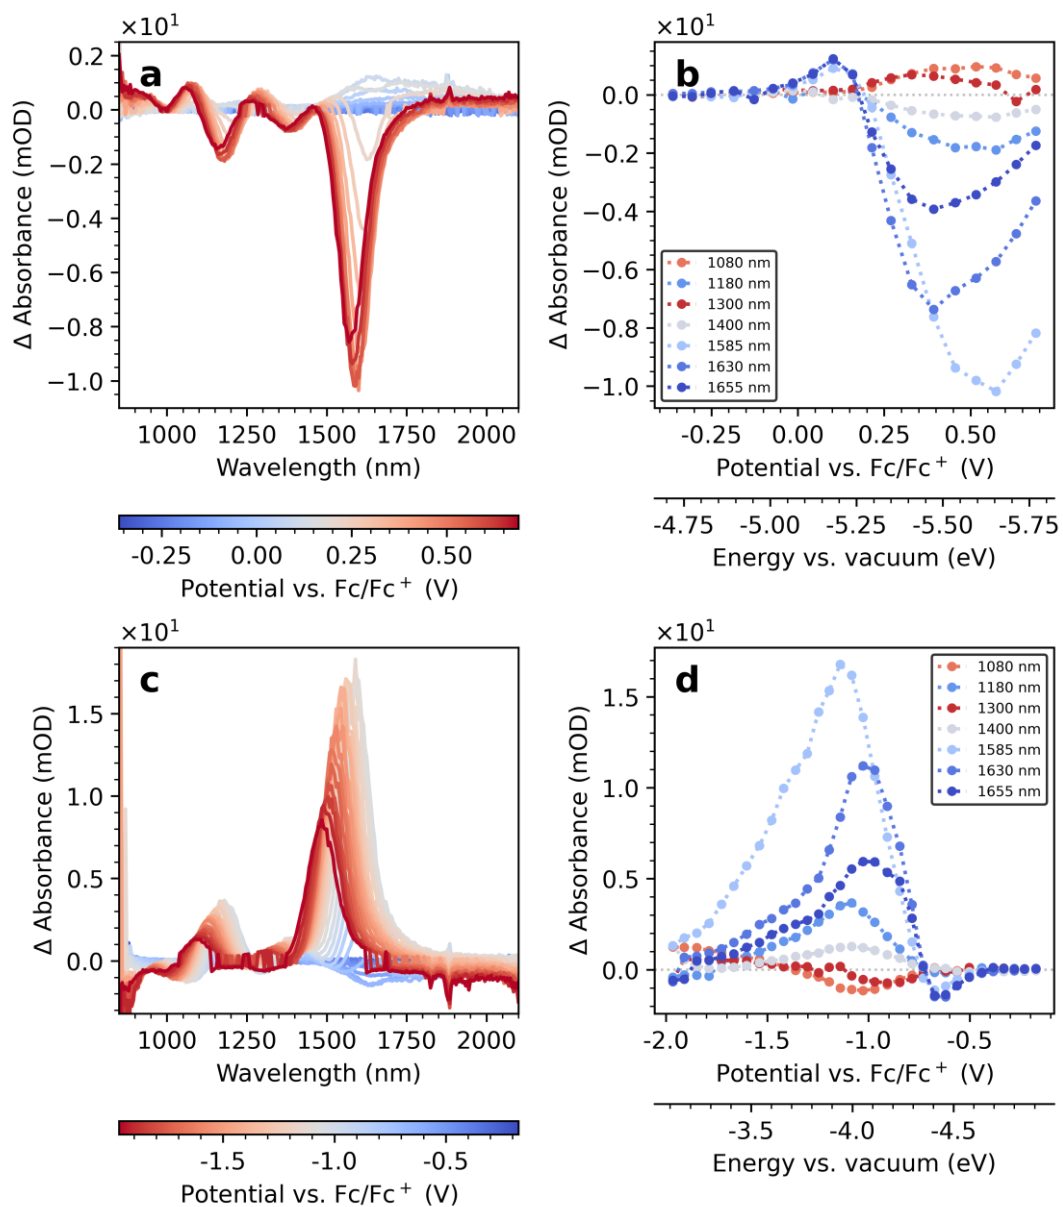 ×10¹
a
Δ Absorbance (mOD)
0.2
0.0
−0.2
−0.4
−0.6
−0.8
−1.0
1000 1250 1500 1750 2000
Wavelength (nm)
-0.25 0.00 0.25 0.50
Potential vs. Fc/Fc⁺ (V)
×10¹
b
Δ Absorbance (mOD)
0.0
−0.2
−0.4
−0.6
−0.8
−1.0
1080 nm
1180 nm
1300 nm
1400 nm
1585 nm
1630 nm
1655 nm
-0.25 0.00 0.25 0.50
Potential vs. Fc/Fc⁺ (V)
-4.75 -5.00 -5.25 -5.50 -5.75
Energy vs. vacuum (eV)
×10¹
c
Δ Absorbance (mOD)
1.5
1.0
0.5
0.0
1000 1250 1500 1750 2000
Wavelength (nm)
-1.5 -1.0 -0.5
Potential vs. Fc/Fc⁺ (V)
×10¹
d
Δ Absorbance (mOD)
1.5
1.0
0.5
0.0
1080 nm
1180 nm
1300 nm
1400 nm
1585 nm
1630 nm
1655 nm
-2.0 -1.5 -1.0 -0.5
Potential vs. Fc/Fc⁺ (V)
-3.5 -4.0 -4.5
Energy vs. vacuum (eV)